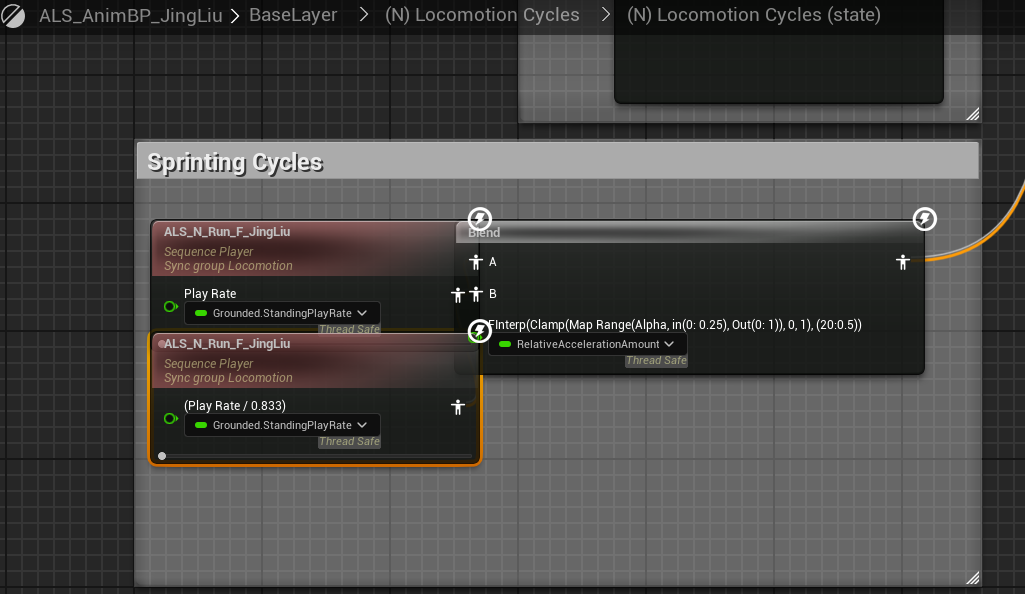 ALS_AnimBP_JingLiu > BaseLayer > (N) Locomotion Cycles > (N) Locomotion Cycles (state)
Sprinting Cycles
ALS_N_Run_F_JingLiu
Sequence Player
Sync group Locomotion
Play Rate
Grounded.StandingPlayRate
Thread Safe
Blend
A
B
FInterp(Clamp(Map Range(Alpha, in(0: 0.25), Out(0: 1)), 0, 1), (20:0.5))
RelativeAccelerationAmount
Thread Safe
ALS_N_Run_F_JingLiu
Sequence Player
Sync group Locomotion
(Play Rate / 0.833)
Grounded.StandingPlayRate
Thread Safe